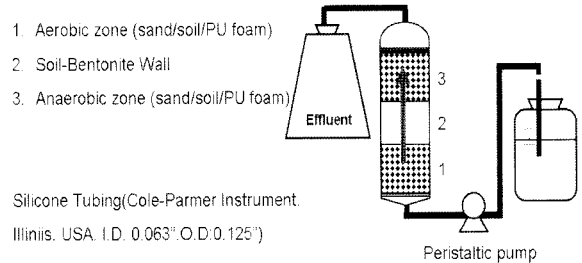 1. Aerobic zone (sand/soil/PU foam)
2. Soil-Bentonite Wall
3. Anaerobic zone (sand/soil/PU foam)
3
2
1
Effluent
Silicone Tubing(Cole-Parmer Instrument.
Illiniis. USA. I.D. 0.063".O.D:0.125")
Peristaltic pump